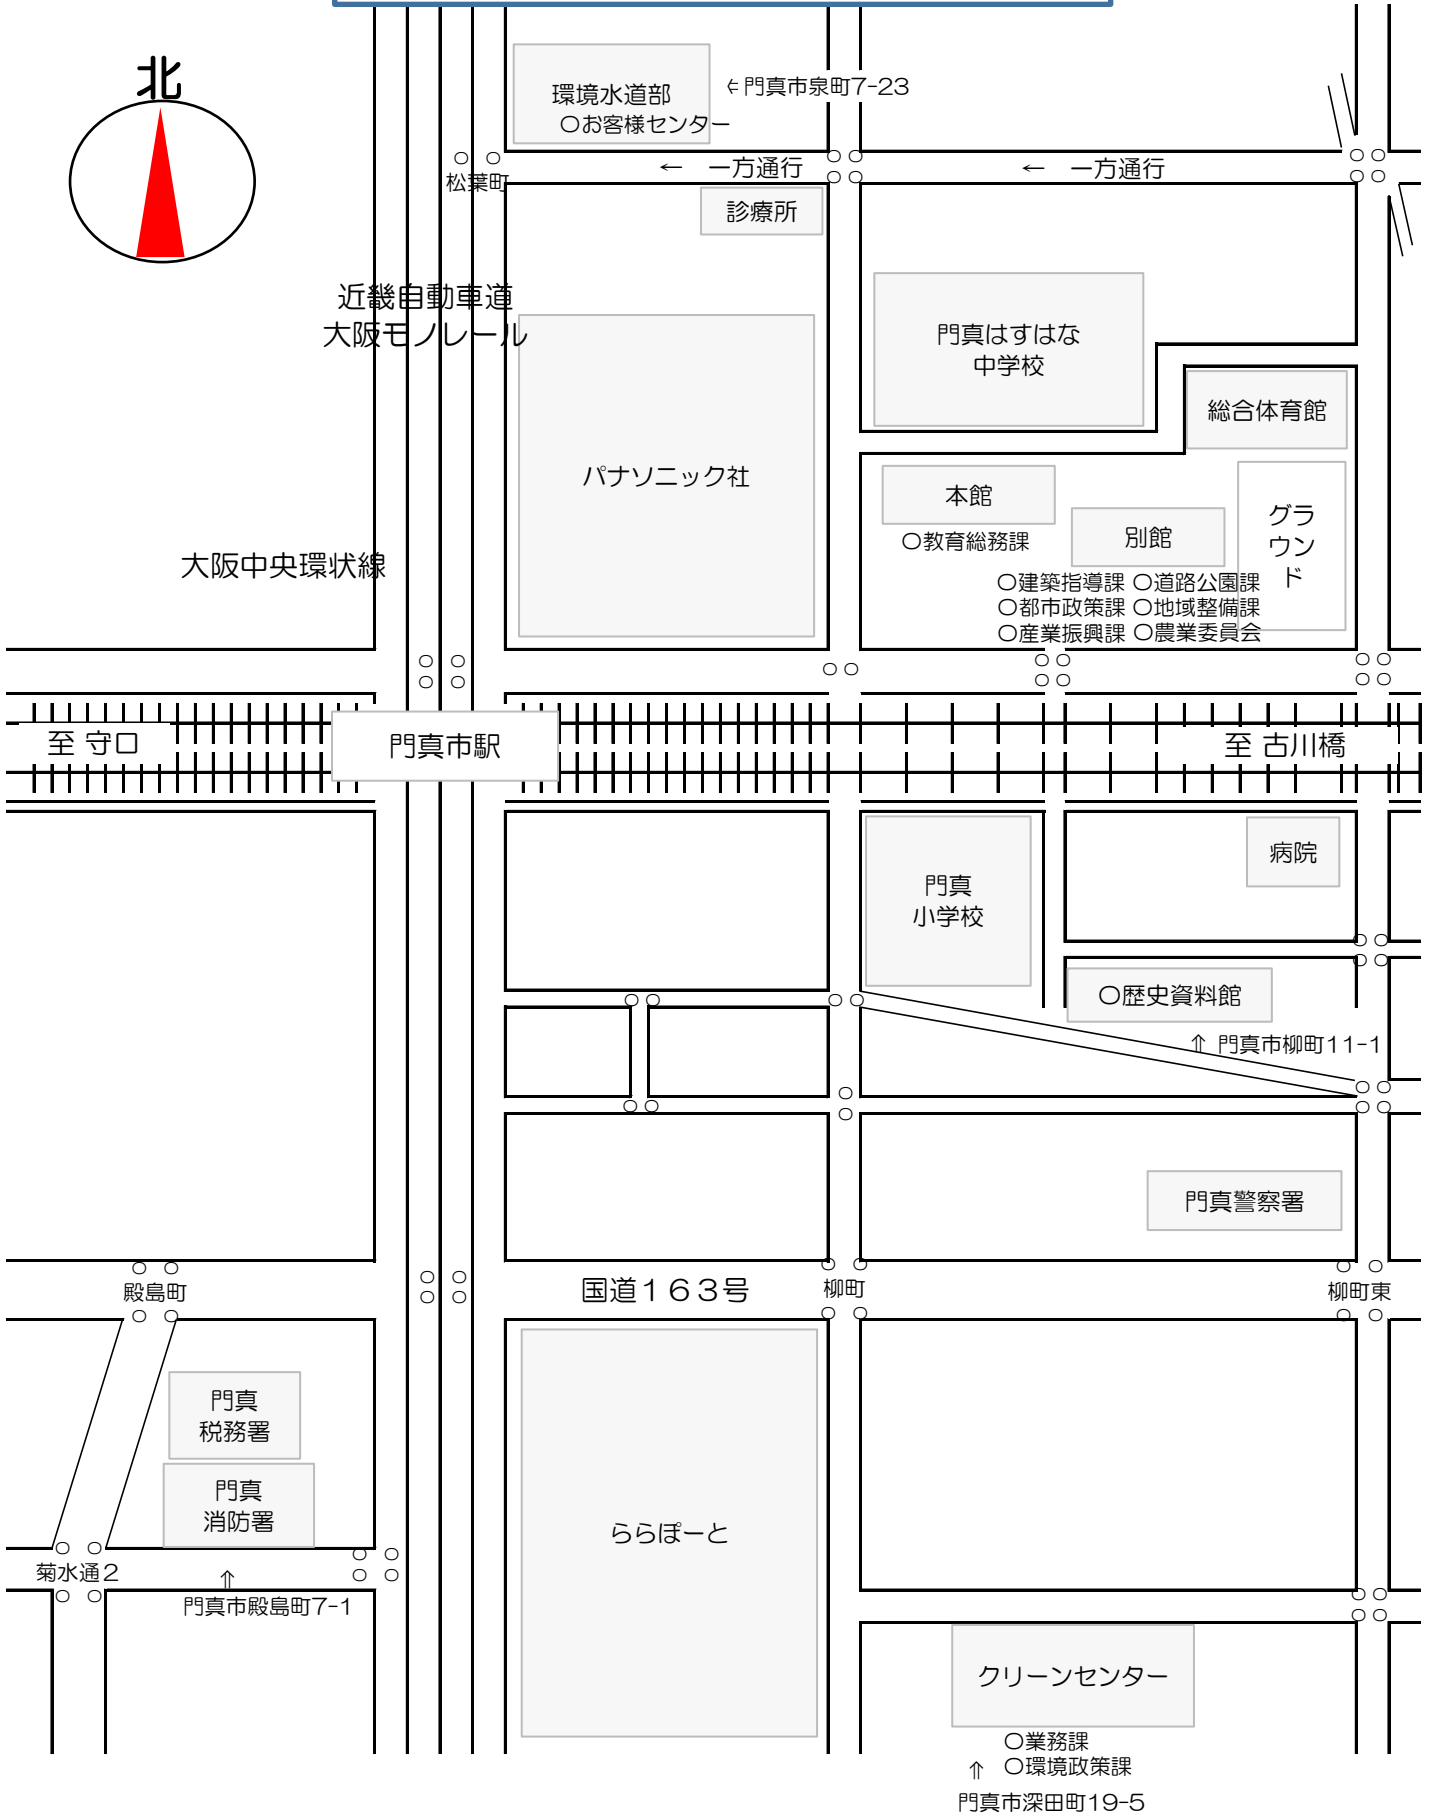 北
環境水道部
○お客様センター
⇐門真市泉町7-23
松葉町
← 一方通行
← 一方通行
診療所
近畿自動車道
大阪モノレール
門真はすはな
中学校
総合体育館
パナソニック社
本館
○教育総務課
別館
グラ
ウン
ド
大阪中央環状線
○建築指導課 ○道路公園課
○都市政策課 ○地域整備課
○産業振興課 ○農業委員会
至 守口
門真市駅
至 古川橋
門真
小学校
病院
○歴史資料館
⇑ 門真市柳町11-1
門真警察署
殿島町
国道163号
柳町
柳町東
門真
税務署
門真
消防署
ららぽーと
菊水通2
⇑
門真市殿島町7-1
クリーンセンター
○業務課
⇑ ○環境政策課
門真市深田町19-5